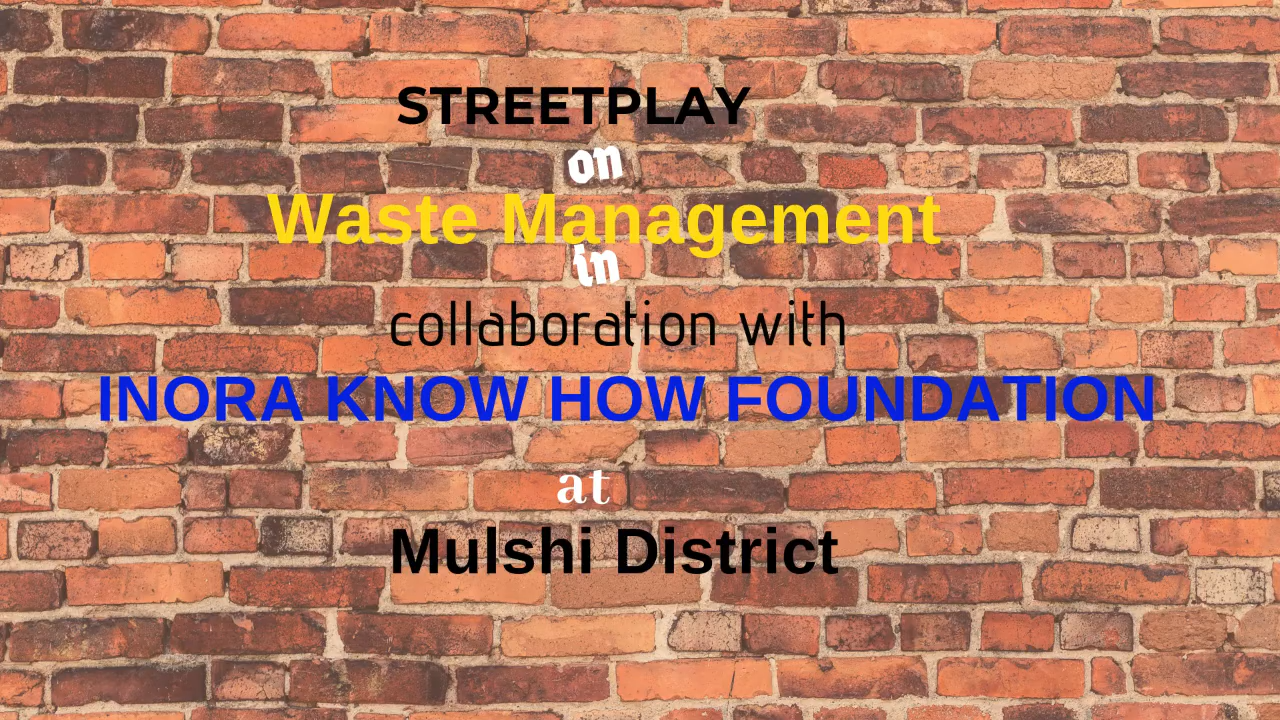 STREETPLAY
on
Waste Management
in
collaboration with
INORA KNOW HOW FOUNDATION
at
Mulshi District